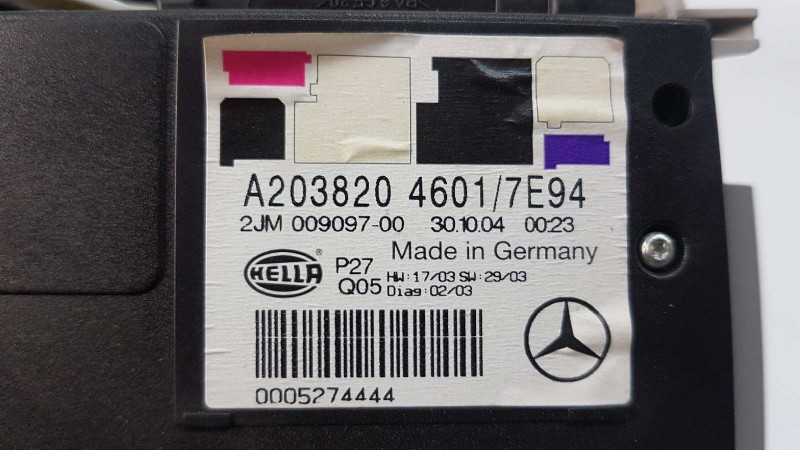 >PA6GF30<
A203820 4601/7E94
2JM 009097-00 30.10.04 00:23
HELLA ® P27 Made in Germany
Q05 HW:17/03 SW:29/03
Diag:02/03
0005274444